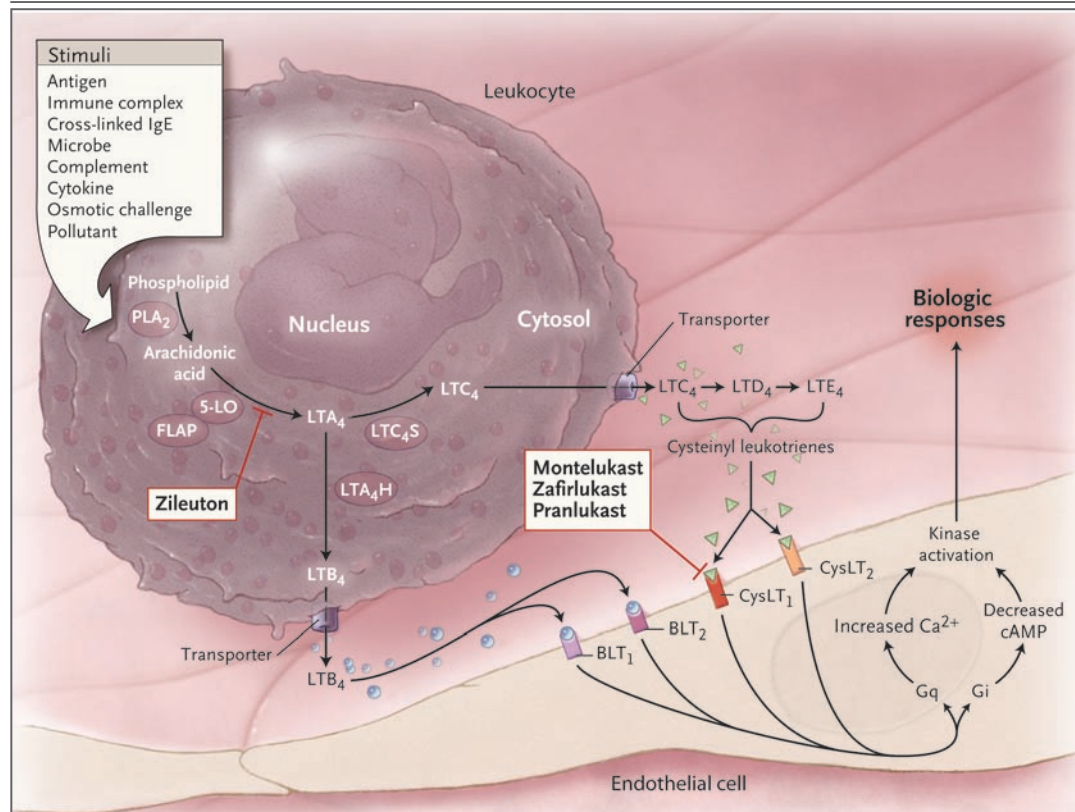 Stimuli
Antigen
Immune complex
Cross-linked IgE
Microbe
Complement
Cytokine
Osmotic challenge
Pollutant
Leukocyte
Phospholipid
PLA₂
Arachidonic
acid
5-LO
FLAP
Zileuton
Nucleus
Cytosol
LTA₄
LTC₄
LTC₄S
LTA₄H
LTB₄
Transporter
LTB₄
Transporter
LTC₄
LTD₄
LTE₄
Cysteinyl leukotrienes
Montelukast
Zafirlukast
Pranlukast
BLT₁
BLT₂
CysLT₁
CysLT₂
Biologic
responses
Kinase
activation
Increased Ca²⁺
Decreased
cAMP
Gq
Gi
Endothelial cell